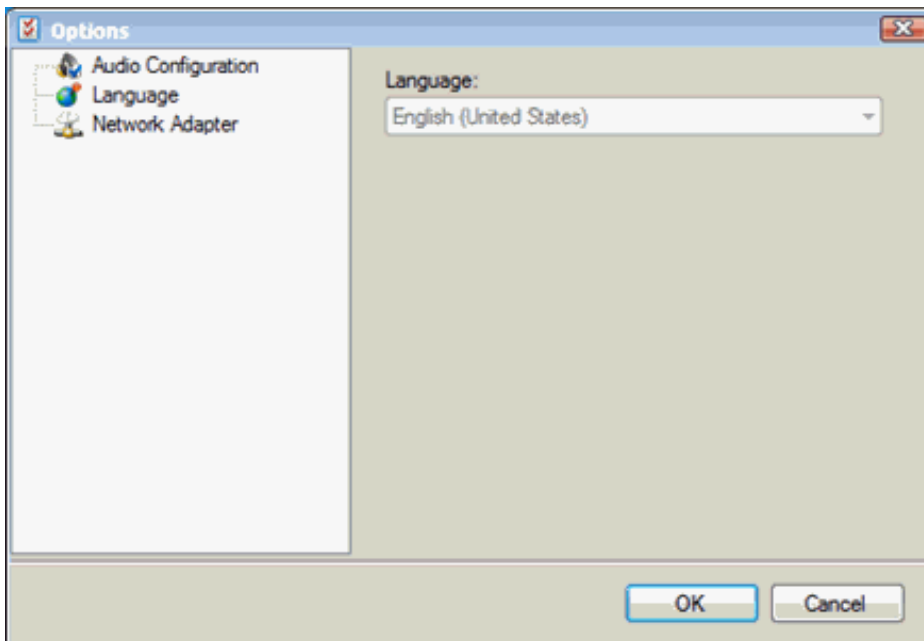 Options
Audio Configuration
Language
Network Adapter
Language:
English (United States)
OK
Cancel